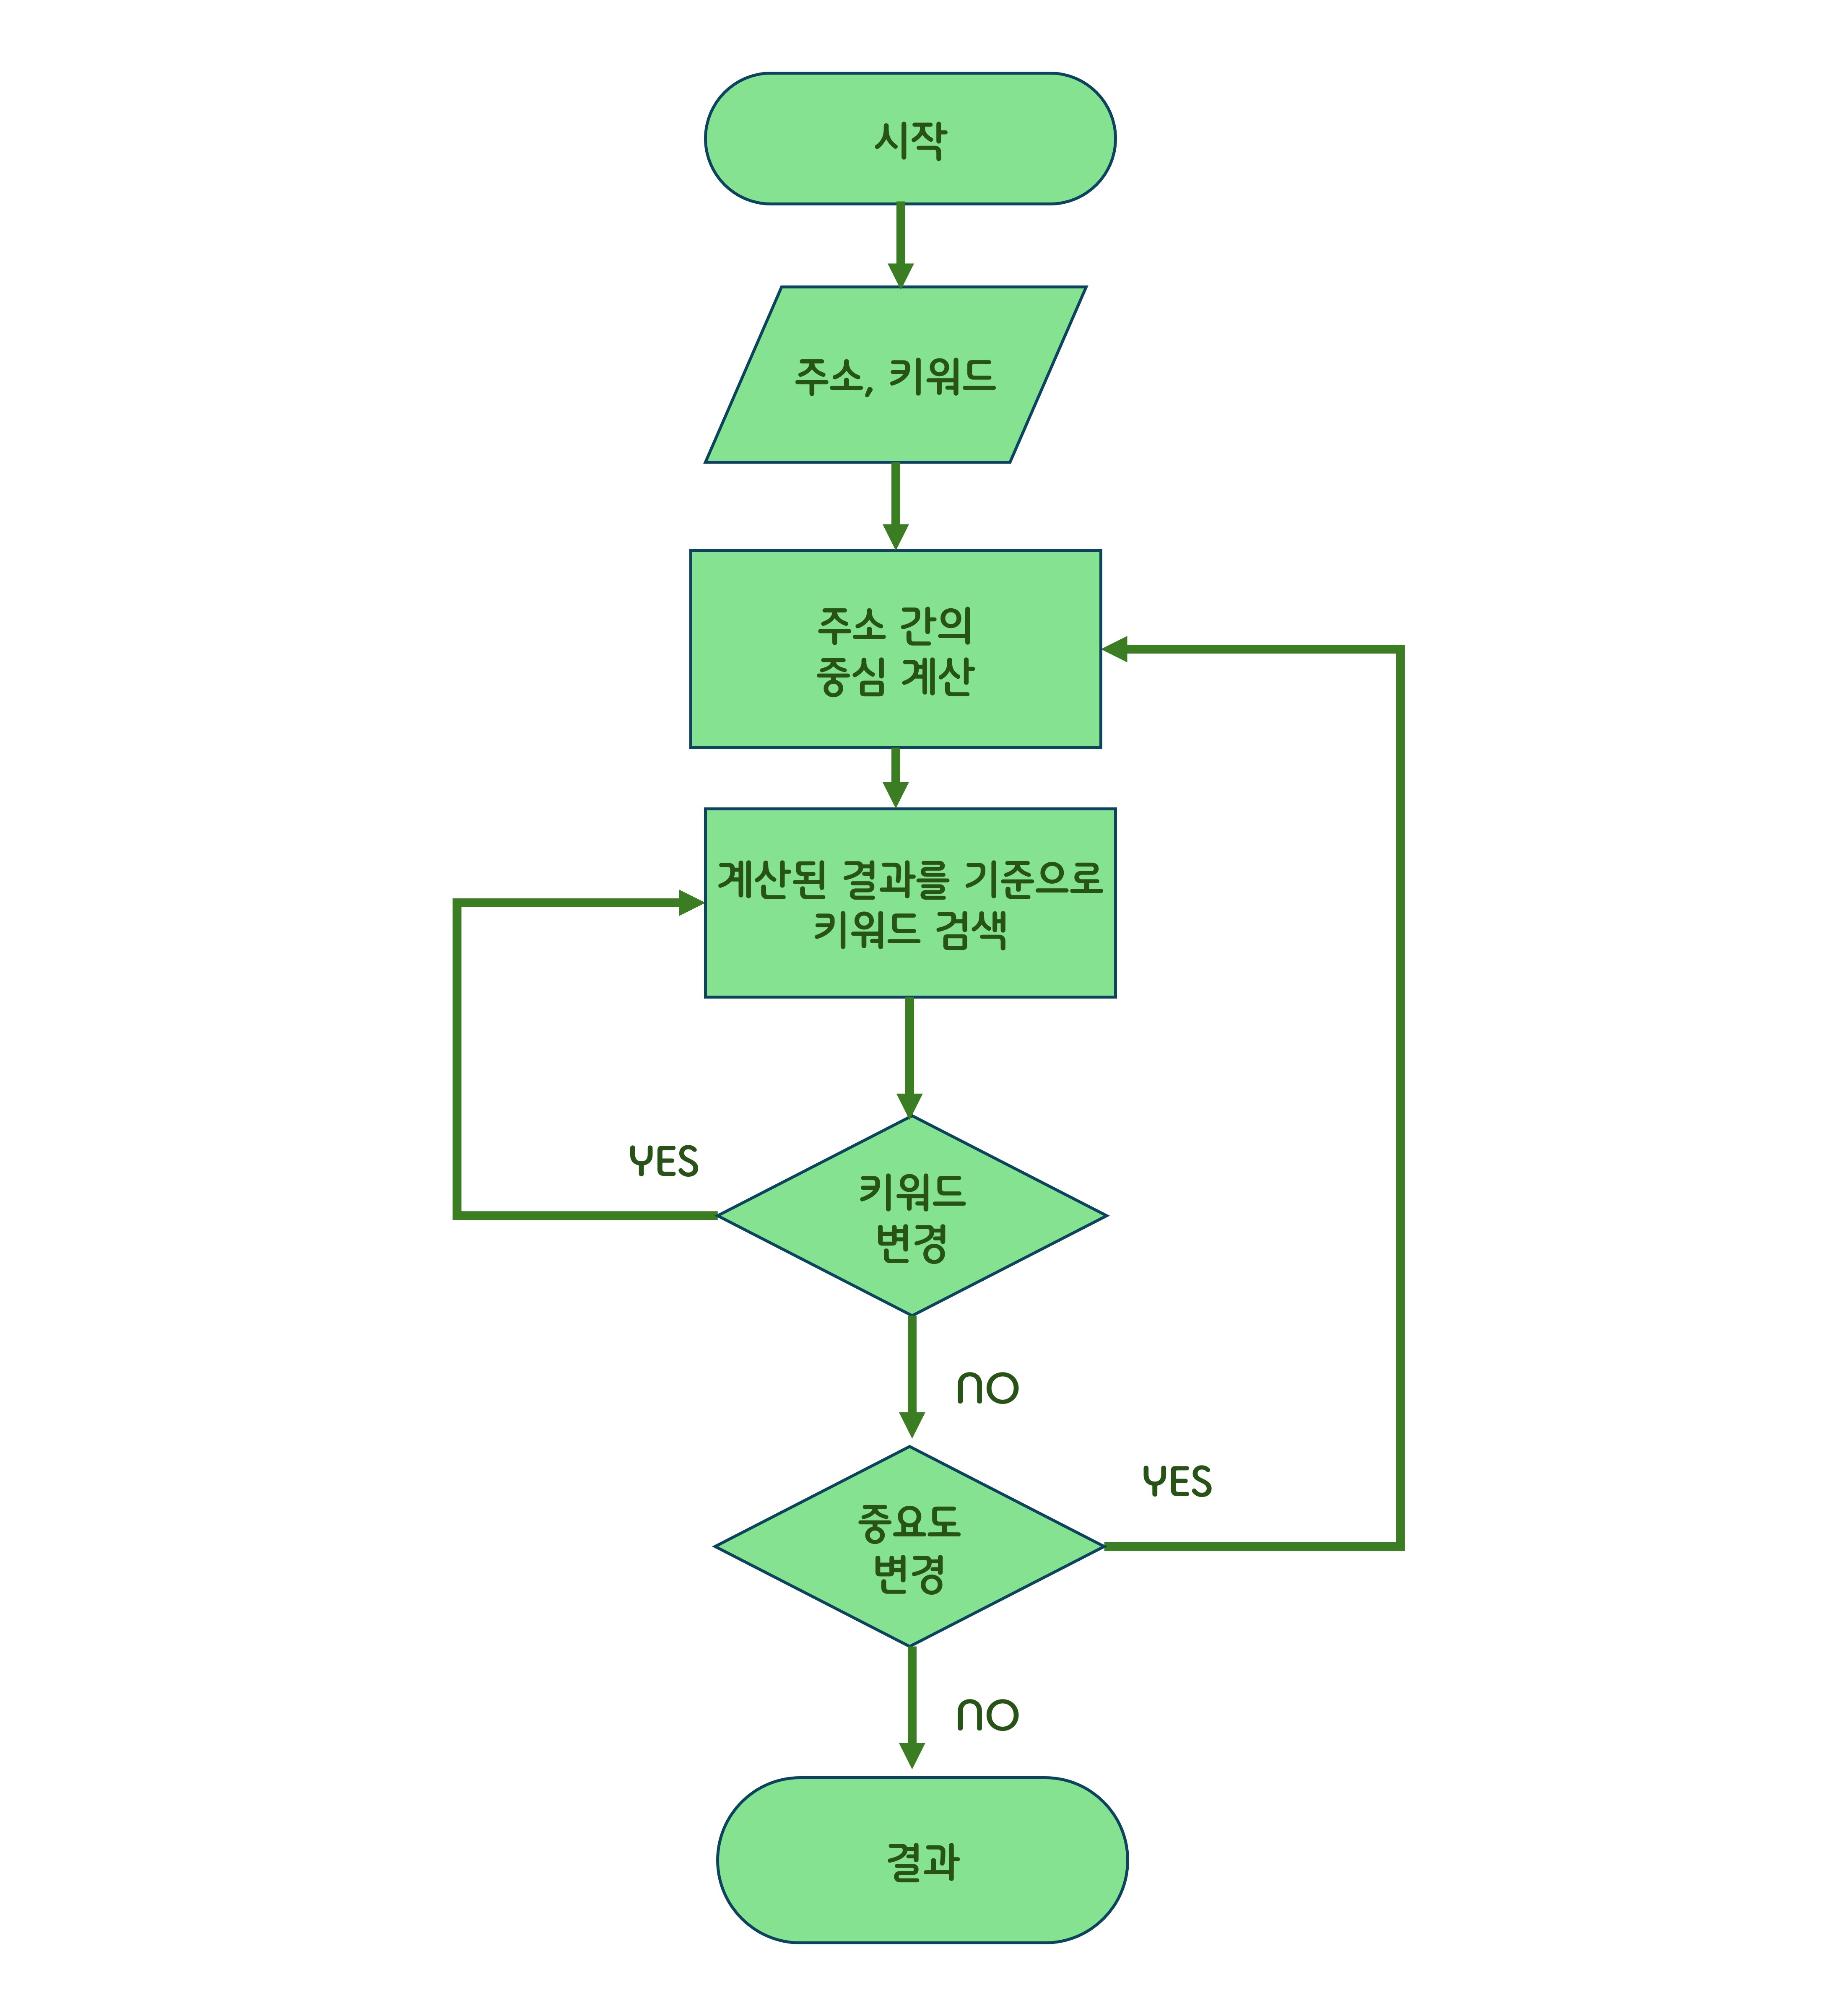 시작
주소, 키워드
주소 간의
중심 계산
계산된 결과를 기준으로
키워드 검색
YES
키워드
변경
NO
YES
중요도
변경
NO
결과